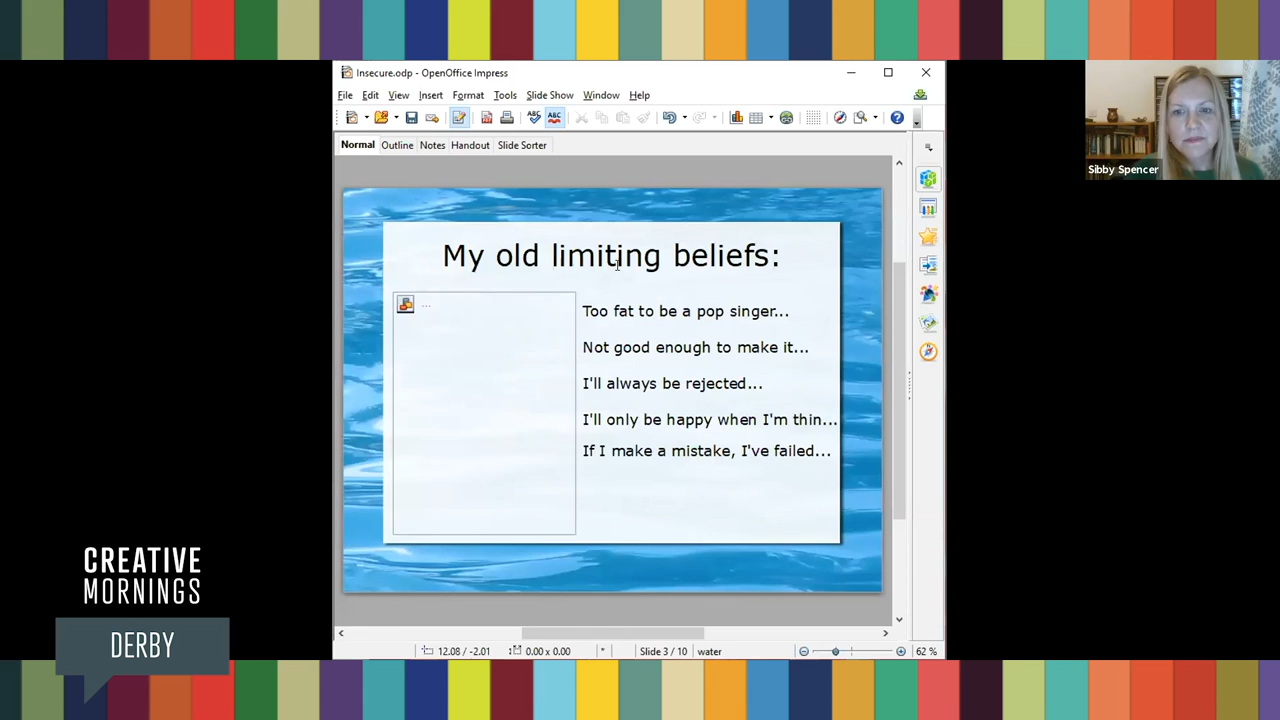 Insecure.odp - OpenOffice Impress
File Edit View Insert Format Tools Slide Show Window Help
Normal Outline Notes Handout Slide Sorter
My old limiting beliefs:
...
Too fat to be a pop singer...
Not good enough to make it...
I'll always be rejected...
I'll only be happy when I'm thin...
If I make a mistake, I've failed...
12.08 / -2.01 0.00 x 0.00 * Slide 3 / 10 water 62 %
Sibby Spencer
CREATIVE
MORNINGS
DERBY